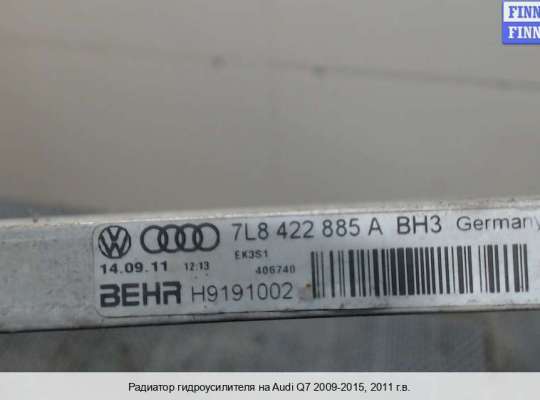 FINN
FINN
7L8 422 885 A BH3 Germany
EK3S1
14.09.11 12:13 406740
BEHR H9191002
Радиатор гидроусилителя на Audi Q7 2009-2015, 2011 г.в.